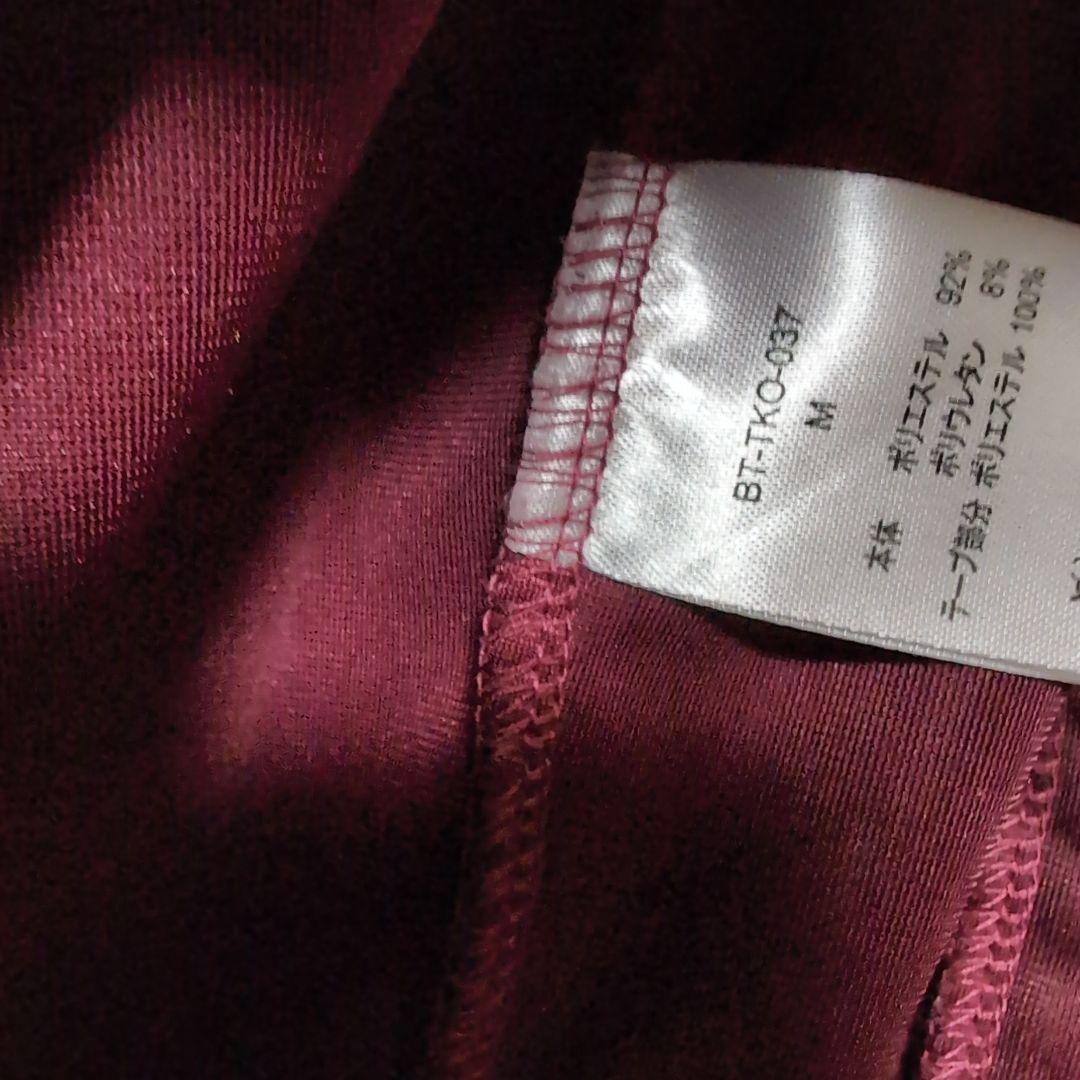 BT-TKO-037
M
本体 ポリエステル 92%
ポリウレタン 8%
テープ部分 ポリエステル 100%